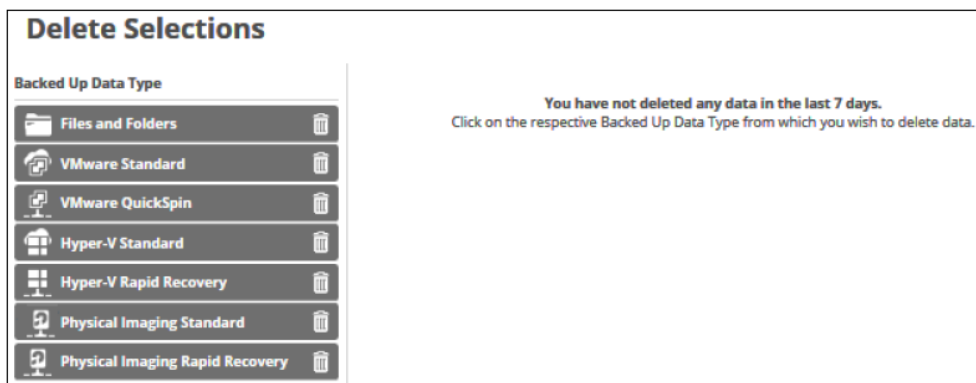 Delete Selections
Backed Up Data Type
Files and Folders
VMware Standard
VMware QuickSpin
Hyper-V Standard
Hyper-V Rapid Recovery
Physical Imaging Standard
Physical Imaging Rapid Recovery
You have not deleted any data in the last 7 days.
Click on the respective Backed Up Data Type from which you wish to delete data.